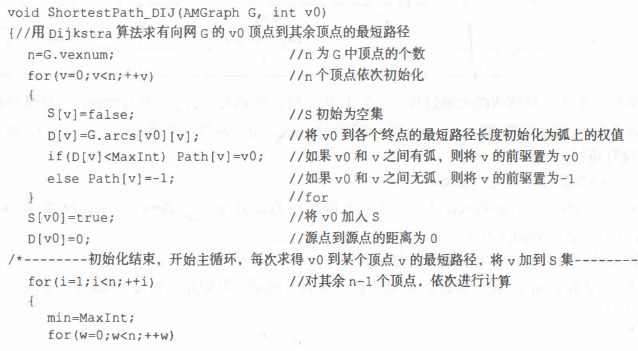 void ShortestPath_DIJ(AMGraph G, int v0)
{//用 Dijkstra 算法求有向网 G 的 v0 顶点到其余顶点的最短路径
n=G.vexnum; //n 为 G 中顶点的个数
for(v=0;v<n;++v) //n 个顶点依次初始化
{
S[v]=false; //S 初始为空集
D[v]=G.arcs[v0][v]; //将 v0 到各个终点的最短路径长度初始化为弧上的权值
if(D[v]<MaxInt) Path[v]=v0; //如果 v0 和 v 之间有弧，则将 v 的前驱置为 v0
else Path[v]=-1; //如果 v0 和 v 之间无弧，则将 v 的前驱置为-1
} //for
S[v0]=true; //将 v0 加入 S
D[v0]=0; //源点到源点的距离为 0
/*--------初始化结束，开始主循环，每次求得 v0 到某个顶点 v 的最短路径，将 v 加到 S 集---------
for(i=1;i<n;++i) //对其余 n-1 个顶点，依次进行计算
{
min=MaxInt;
for(w=0;w<n;++w)